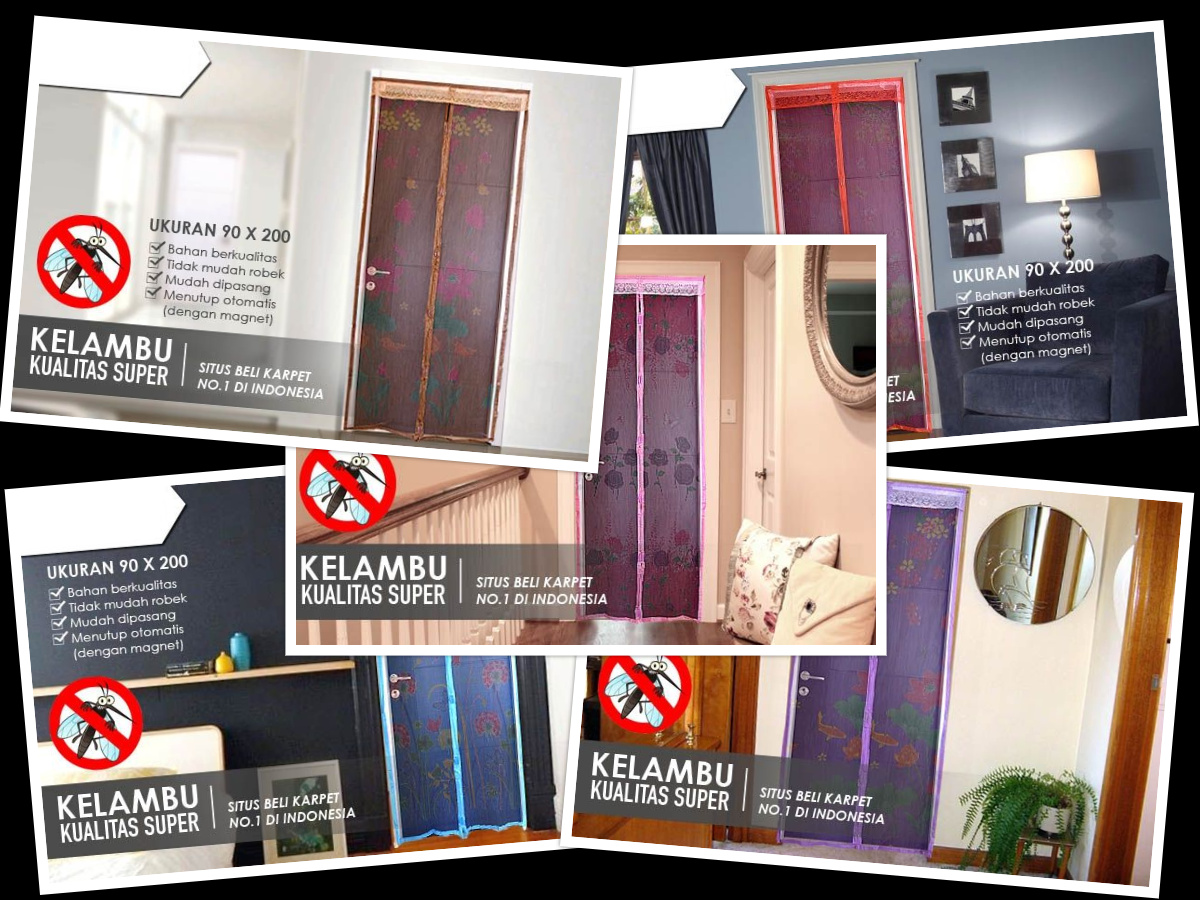 UKURAN 90 X 200
Bahan berkualitas
Tidak mudah robek
Mudah dipasang
Menutup otomatis
(dengan magnet)
KELAMBU
KUALITAS SUPER
SITUS BELI KARPET
NO.1 DI INDONESIA
UKURAN 90 X 200
Bahan berkualitas
Tidak mudah robek
Mudah dipasang
Menutup otomatis
(dengan magnet)
ET
ESIA
KELAMBU
KUALITAS SUPER
SITUS BELI KARPET
NO.1 DI INDONESIA
UKURAN 90 X 200
Bahan berkualitas
Tidak mudah robek
Mudah dipasang
Menutup otomatis
(dengan magnet)
KELAMBU
KUALITAS SUPER
SITUS BELI KARPET
NO.1 DI INDONESIA
KELAMBU
KUALITAS SUPER
SITUS BELI KARPET
NO.1 DI INDONESIA